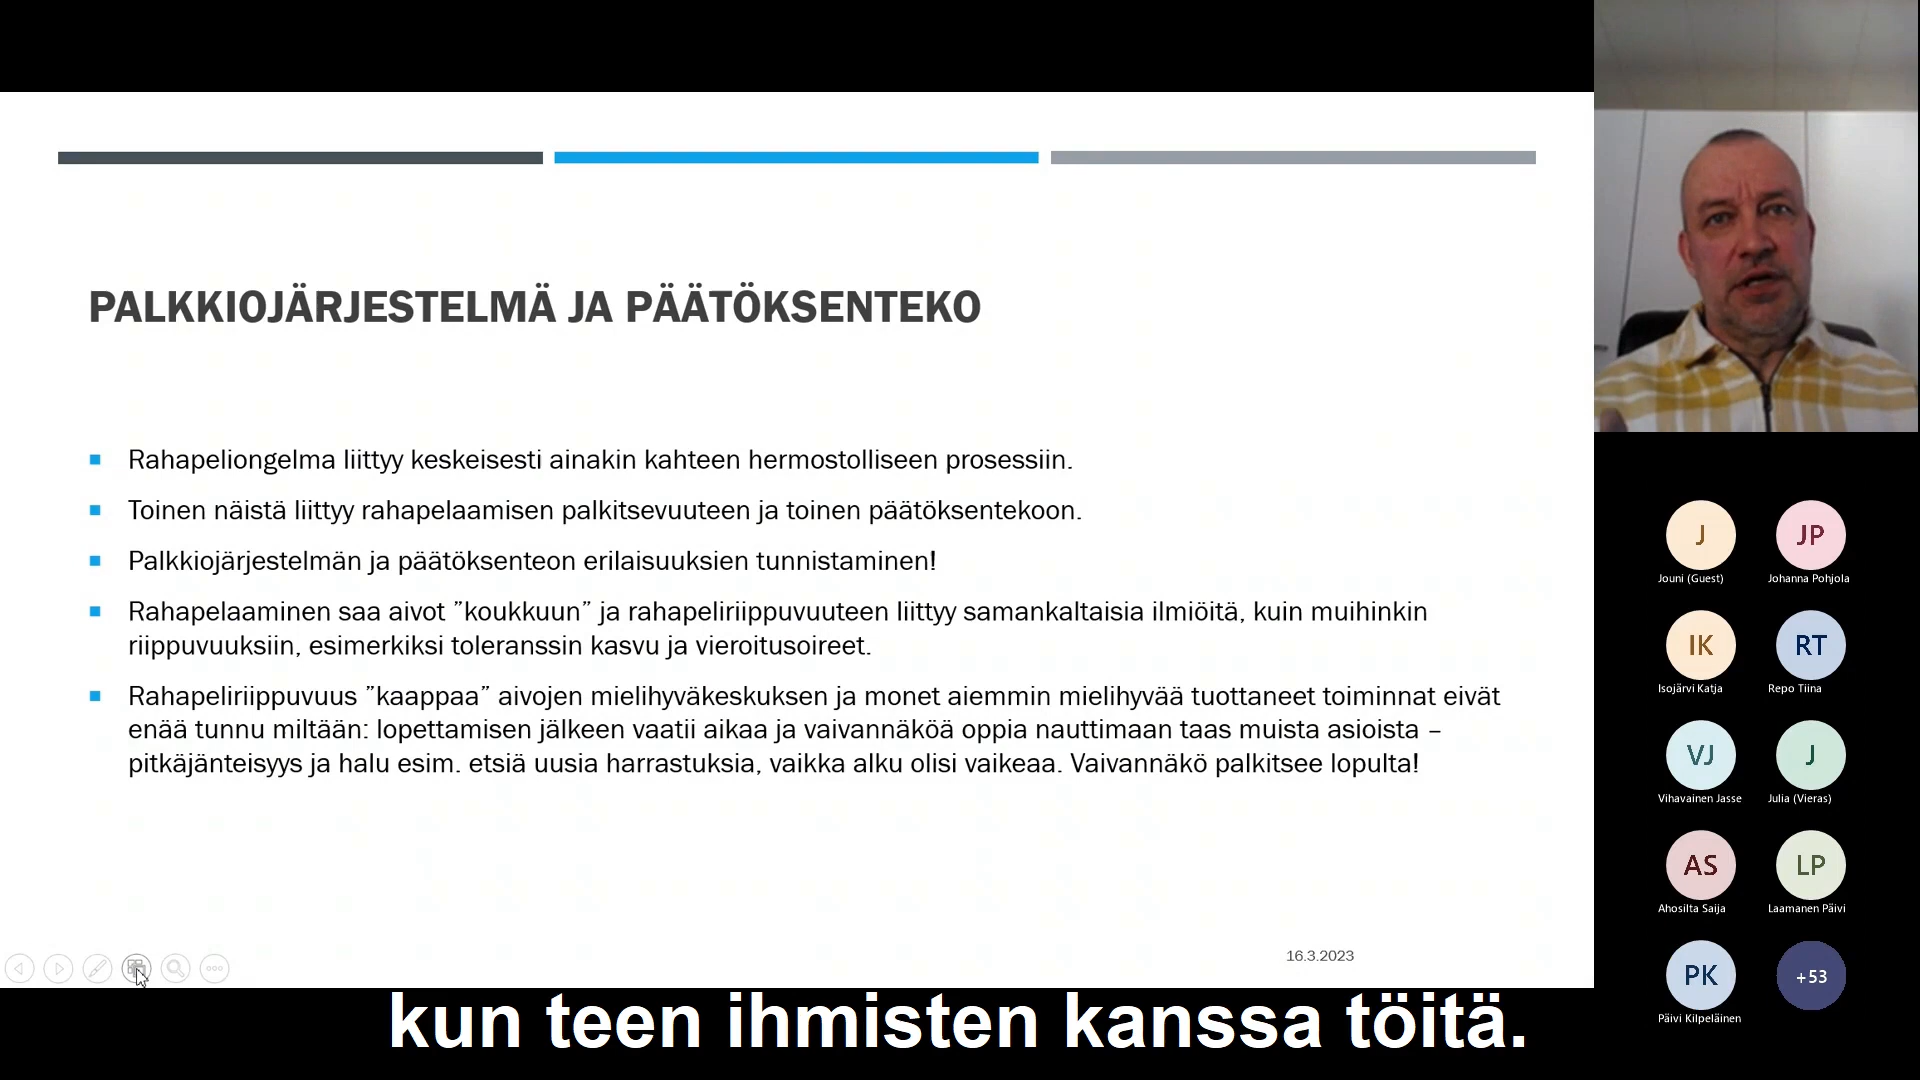 PALKKIOJÄRJESTELMÄ JA PÄÄTÖKSENTEKO
Rahapeliongelma liittyy keskeisesti ainakin kahteen hermostolliseen prosessiin.
Toinen näistä liittyy rahapelaamisen palkitsevuuteen ja toinen päätöksentekoon.
Palkkiojärjestelmän ja päätöksenteon erilaisuuksien tunnistaminen!
Rahapelaaminen saa aivot ”koukkuun” ja rahapeliriippuvuuteen liittyy samankaltaisia ilmiöitä, kuin muihinkin
riippuvuuksiin, esimerkiksi toleranssin kasvu ja vieroitusoireet.
Rahapeliriippuvuus ”kaappaa” aivojen mielihyväkeskuksen ja monet aiemmin mielihyvää tuottaneet toiminnat eivät
enää tunnu miltään: lopettamisen jälkeen vaatii aikaa ja vaivannäköä oppia nauttimaan taas muista asioista –
pitkäjänteisyys ja halu esim. etsiä uusia harrastuksia, vaikka alku olisi vaikeaa. Vaivannäkö palkitsee lopulta!
16.3.2023
kun teen ihmisten kanssa töitä.
J JP
Jouni (Guest) Johanna Pohjola
IK RT
Isojärvi Katja Repo Tiina
VJ J
Vihavainen Jasse Julia (Vieras)
AS LP
Ahosilta Saija Laamanen Päivi
PK +53
Päivi Kilpeläinen